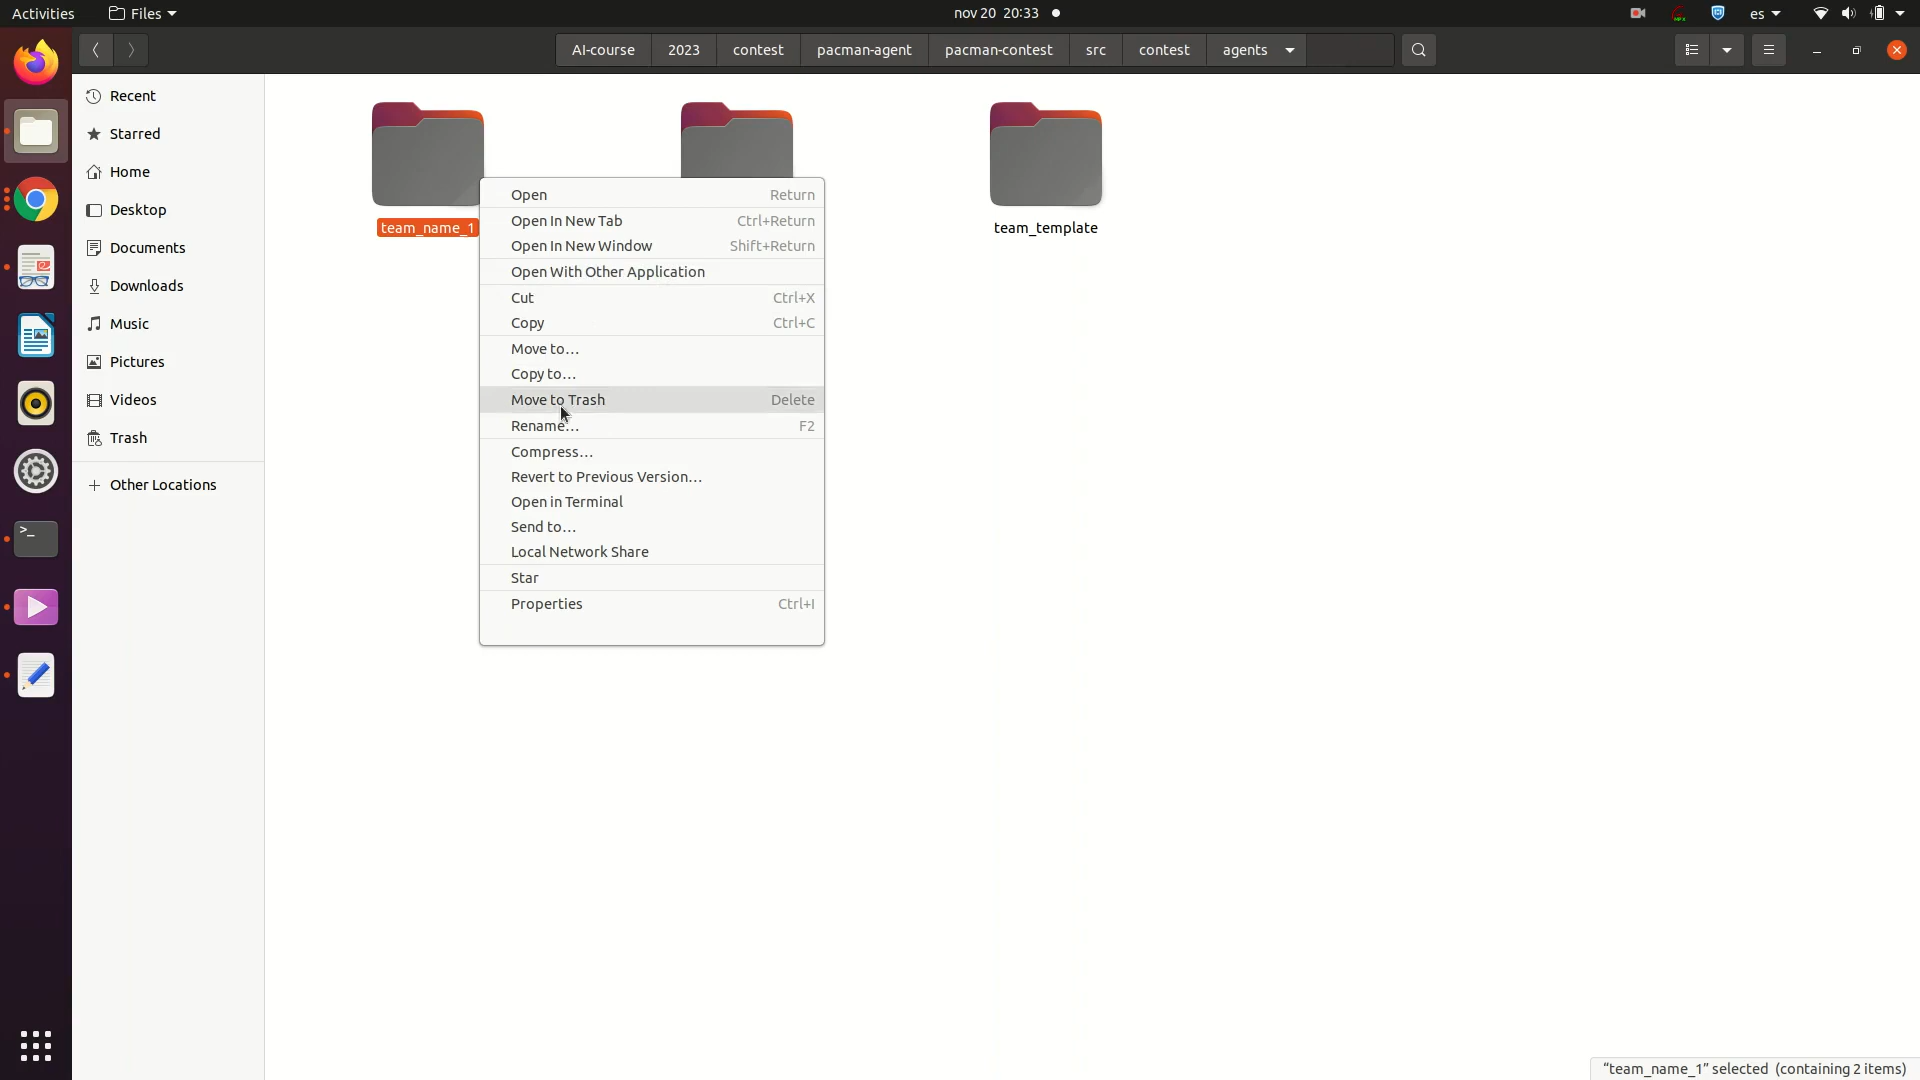 Activities Files nov 20 20:33 es
AI-course 2023 contest pacman-agent pacman-contest src contest agents
Recent
Starred
Home
Desktop
Documents
Downloads
Music
Pictures
Videos
Trash
Other Locations
team_name_1
team_template
Open Return
Open In New Tab Ctrl+Return
Open In New Window Shift+Return
Open With Other Application
Cut Ctrl+X
Copy Ctrl+C
Move to…
Copy to…
Move to Trash Delete
Rename… F2
Compress…
Revert to Previous Version…
Open in Terminal
Send to…
Local Network Share
Star
Properties Ctrl+I
“team_name_1” selected (containing 2 items)